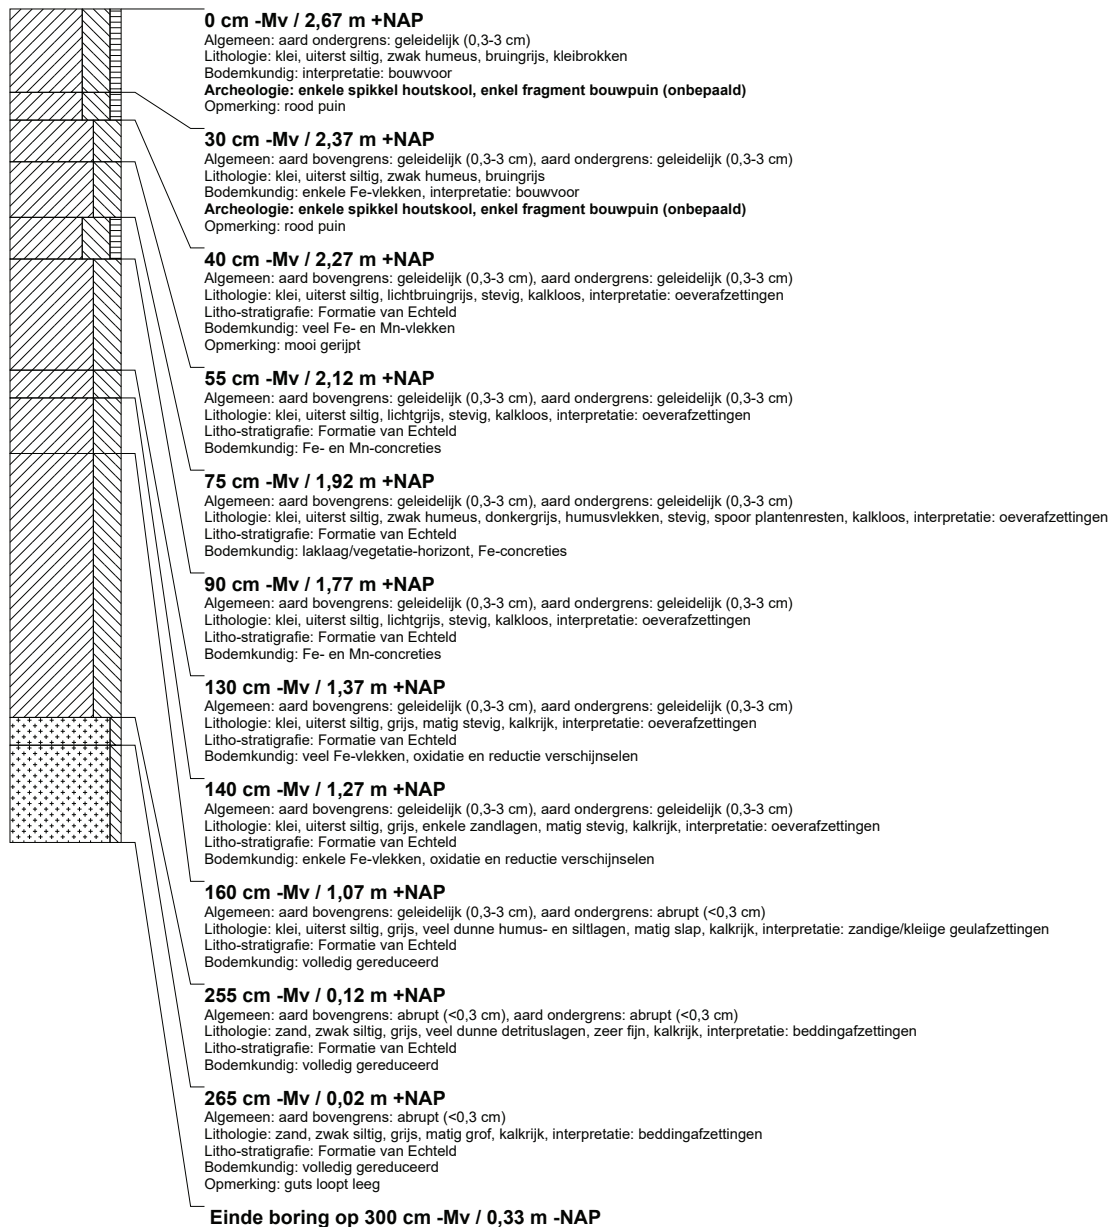 0 cm -Mv / 2,67 m +NAP
Algemeen: aard ondergrens: geleidelijk (0,3-3 cm)
Lithologie: klei, uiterst siltig, zwak humeus, bruingrijs, kleibrokken
Bodemkundig: interpretatie: bouwvoor
Archeologie: enkele spikkel houtskool, enkel fragment bouwpuin (onbepaald)
Opmerking: rood puin
30 cm -Mv / 2,37 m +NAP
Algemeen: aard bovengrens: geleidelijk (0,3-3 cm), aard ondergrens: geleidelijk (0,3-3 cm)
Lithologie: klei, uiterst siltig, zwak humeus, bruingrijs
Bodemkundig: enkele Fe-vlekken, interpretatie: bouwvoor
Archeologie: enkele spikkel houtskool, enkel fragment bouwpuin (onbepaald)
Opmerking: rood puin
40 cm -Mv / 2,27 m +NAP
Algemeen: aard bovengrens: geleidelijk (0,3-3 cm), aard ondergrens: geleidelijk (0,3-3 cm)
Lithologie: klei, uiterst siltig, lichtbruingrijs, stevig, kalkloos, interpretatie: oeverafzettingen
Litho-stratigrafie: Formatie van Echteld
Bodemkundig: veel Fe- en Mn-vlekken
Opmerking: mooi gerijpt
55 cm -Mv / 2,12 m +NAP
Algemeen: aard bovengrens: geleidelijk (0,3-3 cm), aard ondergrens: geleidelijk (0,3-3 cm)
Lithologie: klei, uiterst siltig, lichtgrijs, stevig, kalkloos, interpretatie: oeverafzettingen
Litho-stratigrafie: Formatie van Echteld
Bodemkundig: Fe- en Mn-concreties
75 cm -Mv / 1,92 m +NAP
Algemeen: aard bovengrens: geleidelijk (0,3-3 cm), aard ondergrens: geleidelijk (0,3-3 cm)
Lithologie: klei, uiterst siltig, zwak humeus, donkergrijs, humusvlekken, stevig, spoor plantenresten, kalkloos, interpretatie: oeverafzettingen
Litho-stratigrafie: Formatie van Echteld
Bodemkundig: laklaag/vegetatie-horizont, Fe-concreties
90 cm -Mv / 1,77 m +NAP
Algemeen: aard bovengrens: geleidelijk (0,3-3 cm), aard ondergrens: geleidelijk (0,3-3 cm)
Lithologie: klei, uiterst siltig, lichtgrijs, stevig, kalkloos, interpretatie: oeverafzettingen
Litho-stratigrafie: Formatie van Echteld
Bodemkundig: Fe- en Mn-concreties
130 cm -Mv / 1,37 m +NAP
Algemeen: aard bovengrens: geleidelijk (0,3-3 cm), aard ondergrens: geleidelijk (0,3-3 cm)
Lithologie: klei, uiterst siltig, grijs, matig stevig, kalkrijk, interpretatie: oeverafzettingen
Litho-stratigrafie: Formatie van Echteld
Bodemkundig: veel Fe-vlekken, oxidatie en reductie verschijnselen
140 cm -Mv / 1,27 m +NAP
Algemeen: aard bovengrens: geleidelijk (0,3-3 cm), aard ondergrens: geleidelijk (0,3-3 cm)
Lithologie: klei, uiterst siltig, grijs, enkele zandlagen, matig stevig, kalkrijk, interpretatie: oeverafzettingen
Litho-stratigrafie: Formatie van Echteld
Bodemkundig: enkele Fe-vlekken, oxidatie en reductie verschijnselen
160 cm -Mv / 1,07 m +NAP
Algemeen: aard bovengrens: geleidelijk (0,3-3 cm), aard ondergrens: abrupt (<0,3 cm)
Lithologie: klei, uiterst siltig, grijs, veel dunne humus- en siltlagen, matig slap, kalkrijk, interpretatie: zandige/kleiige geulafzettingen
Litho-stratigrafie: Formatie van Echteld
Bodemkundig: volledig gereduceerd
255 cm -Mv / 0,12 m +NAP
Algemeen: aard bovengrens: abrupt (<0,3 cm), aard ondergrens: abrupt (<0,3 cm)
Lithologie: zand, zwak siltig, grijs, veel dunne detrituslagen, zeer fijn, kalkrijk, interpretatie: beddingafzettingen
Litho-stratigrafie: Formatie van Echteld
Bodemkundig: volledig gereduceerd
265 cm -Mv / 0,02 m +NAP
Algemeen: aard bovengrens: abrupt (<0,3 cm)
Lithologie: zand, zwak siltig, grijs, matig grof, kalkrijk, interpretatie: beddingafzettingen
Litho-stratigrafie: Formatie van Echteld
Bodemkundig: volledig gereduceerd
Opmerking: guts loopt leeg
Einde boring op 300 cm -Mv / 0,33 m -NAP